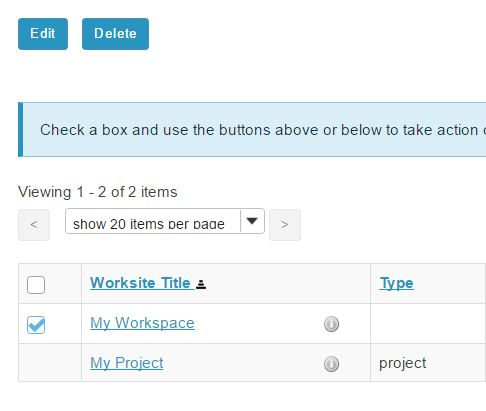 Edit Delete
Check a box and use the buttons above or below to take action
Viewing 1 - 2 of 2 items
< show 20 items per page >
Worksite Title Type
My Workspace
My Project project